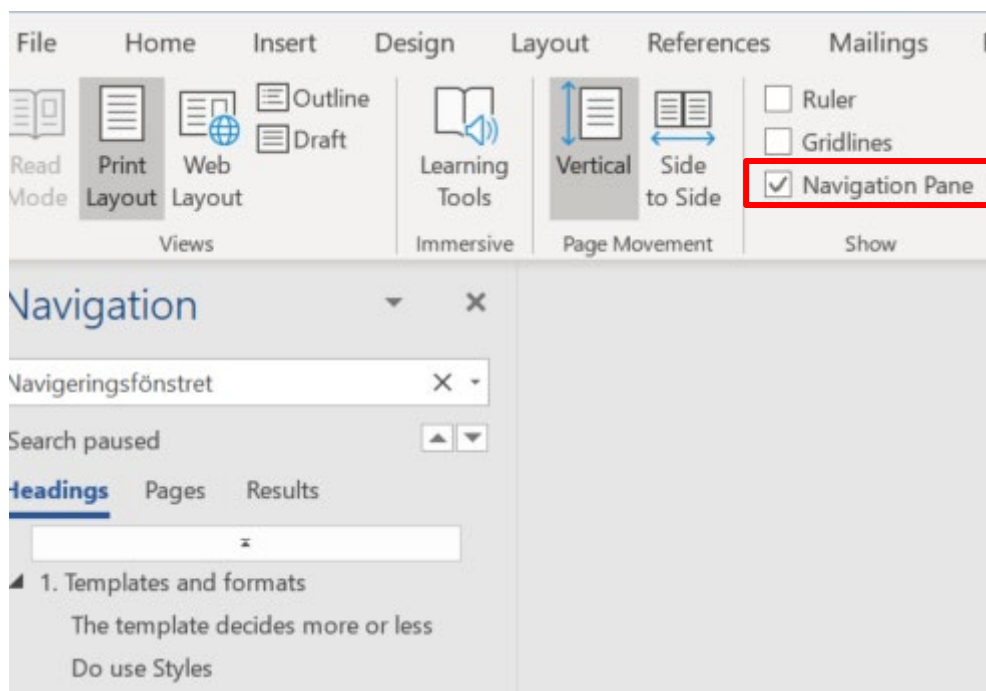 File Home Insert Design Layout References Mailings
Read Mode
Print Layout
Web Layout
Outline
Draft
Views
Learning Tools
Immersive
Vertical
Side to Side
Page Movement
Ruler
Gridlines
Navigation Pane
Show
Navigation
Navigeringsfönstret
Search paused
Headings Pages Results
1. Templates and formats
The template decides more or less
Do use Styles